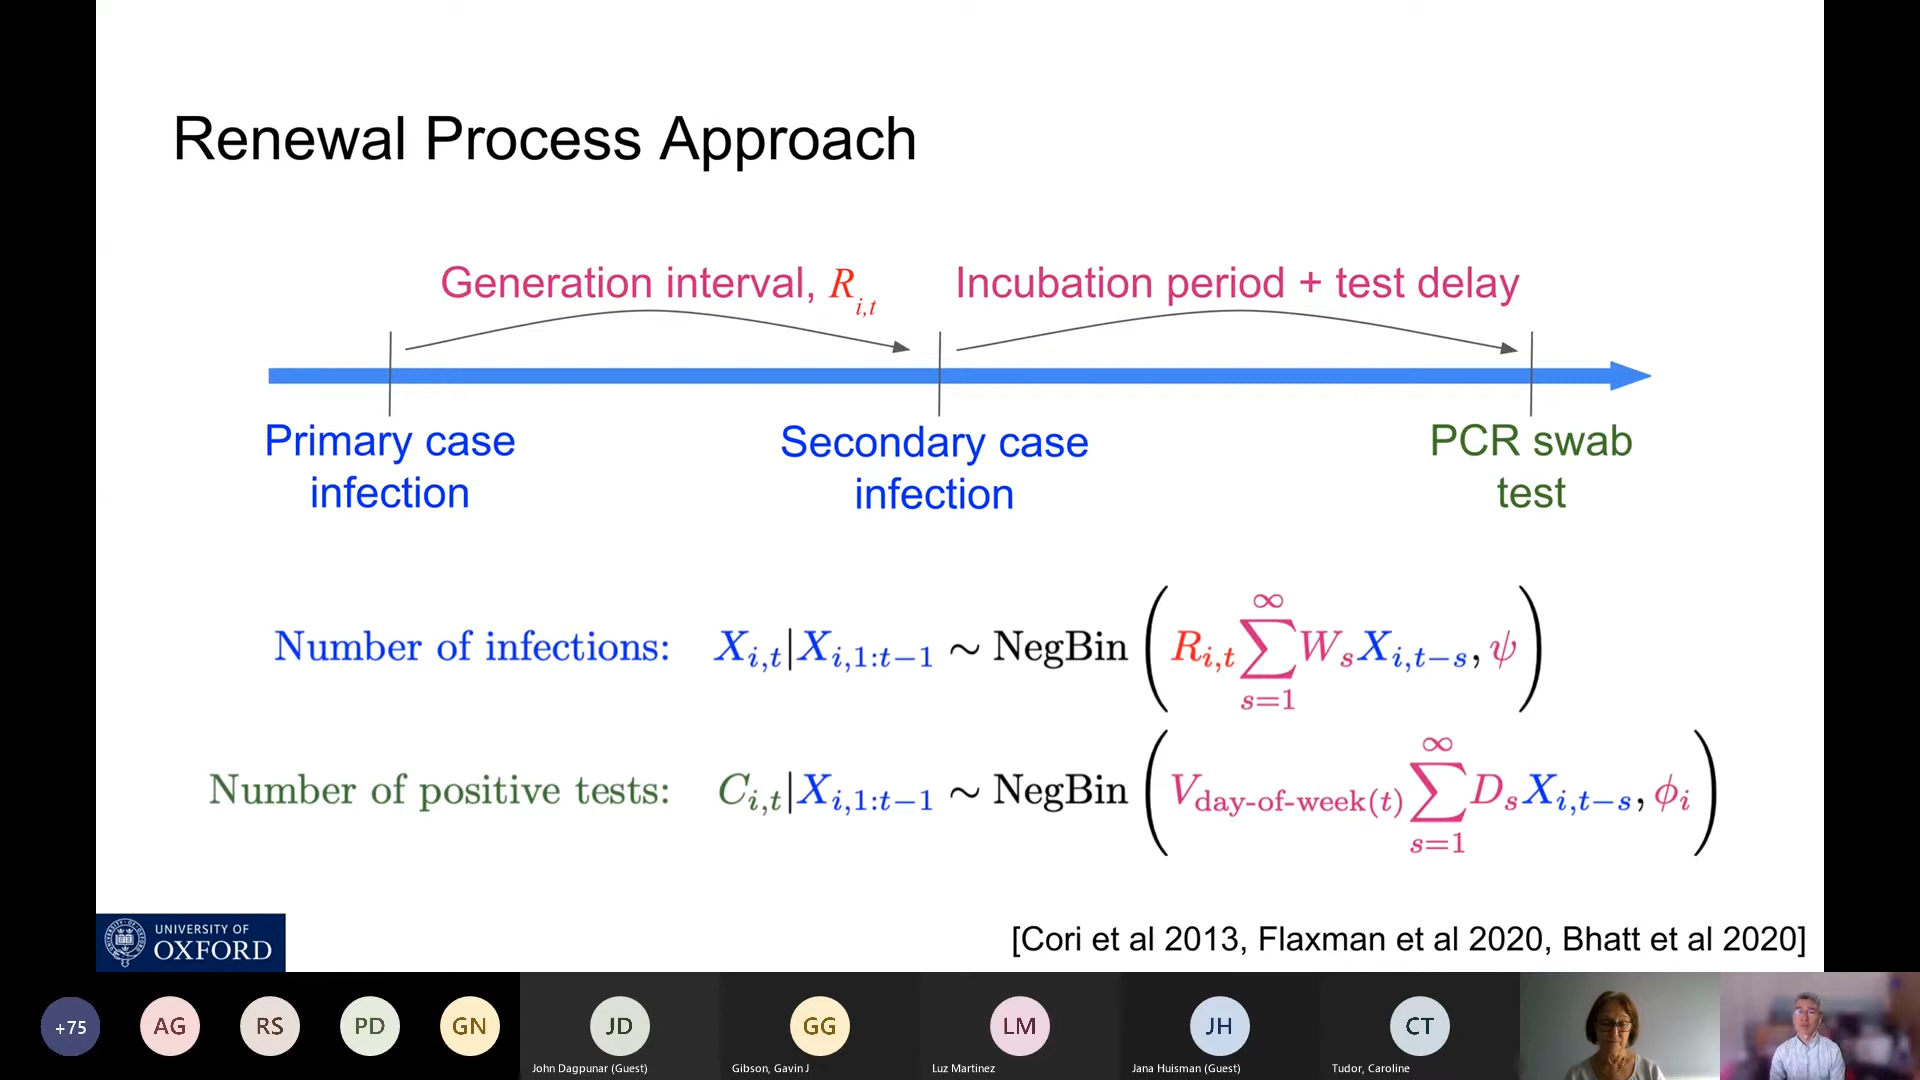 Renewal Process Approach
Generation interval, R_{i,t}
Incubation period + test delay
Primary case
infection
Secondary case
infection
PCR swab
test
Number of infections: X_{i,t}|X_{i,1:t−1} ∼ NegBin ( R_{i,t} ∑_{s=1}^{∞} W_s X_{i,t−s}, ψ )
Number of positive tests: C_{i,t}|X_{i,1:t−1} ∼ NegBin ( V_{day-of-week(t)} ∑_{s=1}^{∞} D_s X_{i,t−s}, ϕ_i )
UNIVERSITY OF
OXFORD
[Cori et al 2013, Flaxman et al 2020, Bhatt et al 2020]
+75
AG
RS
PD
GN
JD
GG
LM
JH
CT
John Dagpunar (Guest)
Gibson, Gavin J
Luz Martinez
Jana Huisman (Guest)
Tudor, Caroline